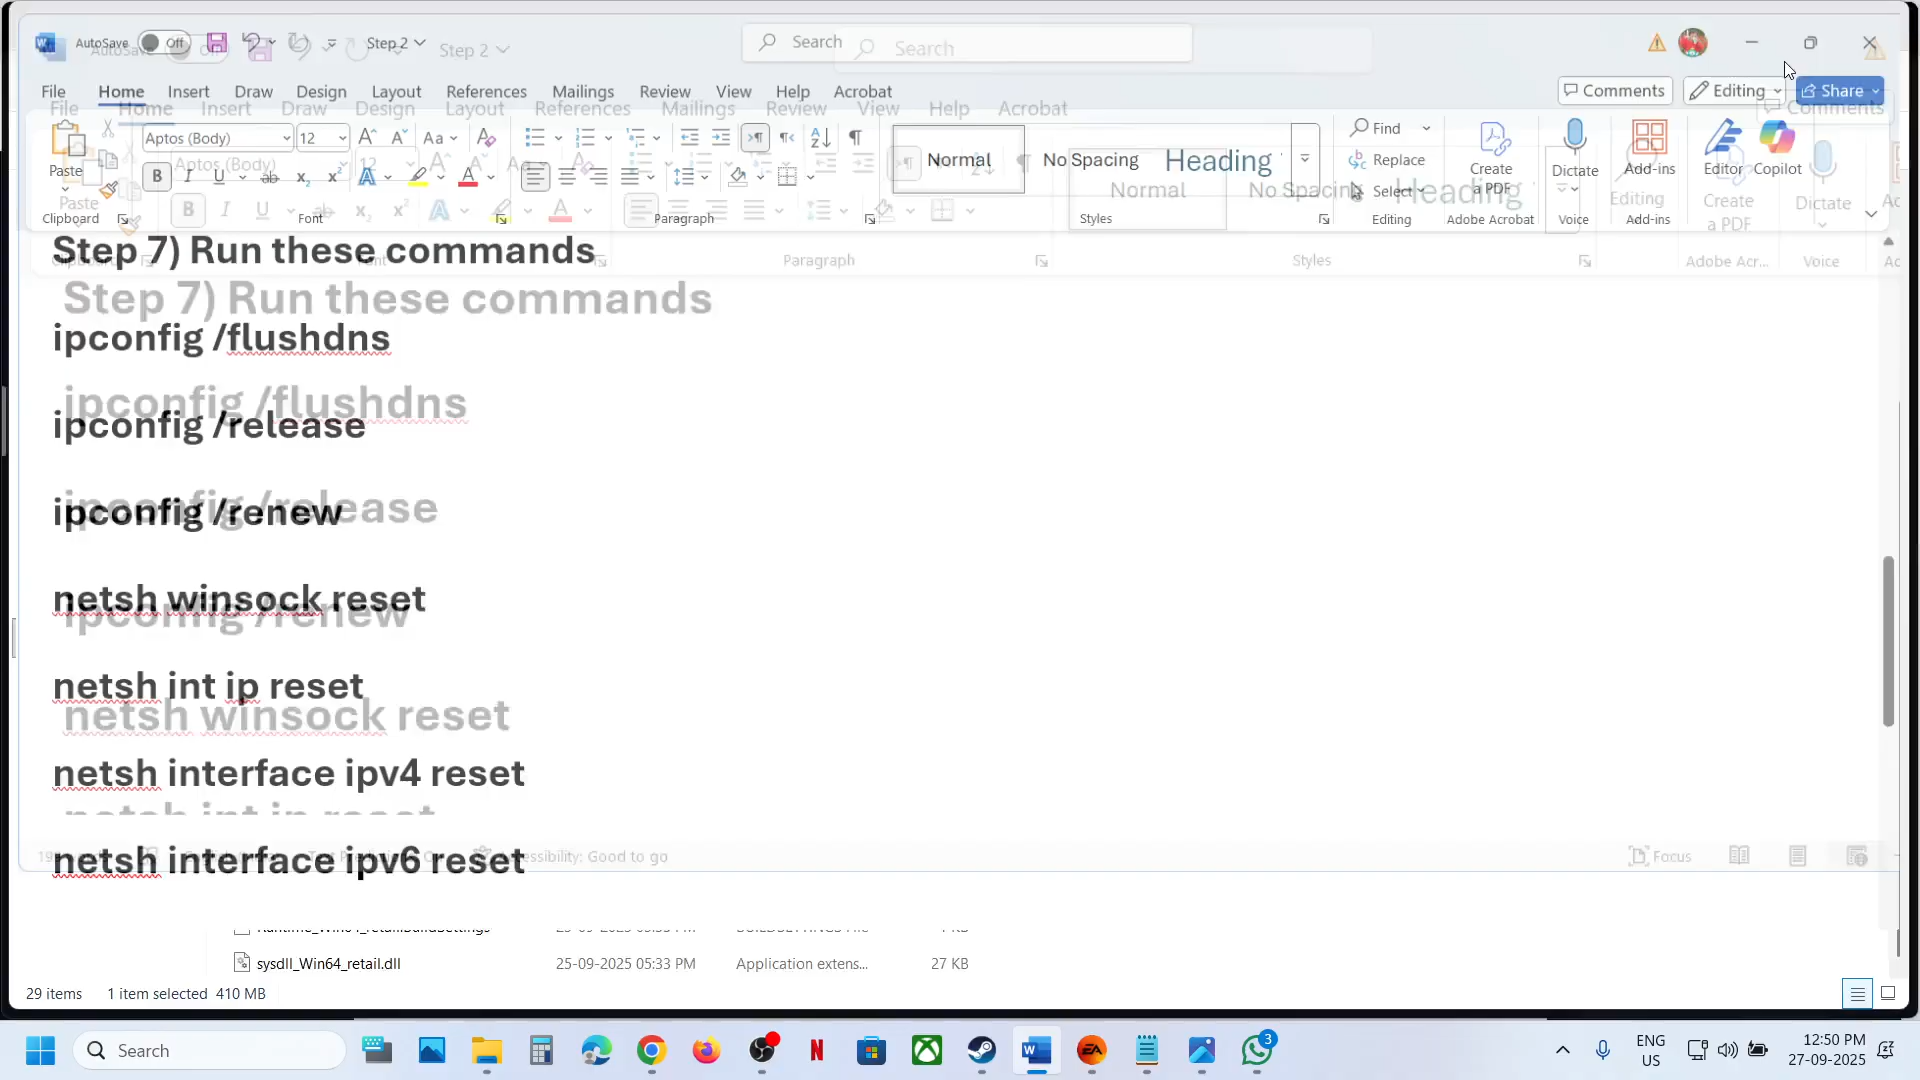 AutoSave Off Step 2 Search
File Home Insert Draw Design Layout References Mailings Review View Help Acrobat Comments Editing Share
Paste Aptos (Body) 12 Normal No Spacing Heading Find Replace Select Create a PDF Dictate Add-ins Editor Copilot
Clipboard Font Paragraph Styles Editing Adobe Acrobat Voice Add-ins
AutoSave Step 2 Search
File Home Insert Draw Design Layout References Mailings Review View Help Acrobat Comments
Paste Aptos (Body) 12 Normal No Spacing Heading Editing Create a PDF Dictate
Clipboard Font Paragraph Styles Adobe Acr... Voice
Step 7) Run these commands
Step 7) Run these commands
ipconfig /flushdns
ipconfig /flushdns
ipconfig /release
ipconfig /release
ipconfig /renew
netsh winsock reset
ipconfig /renew
netsh int ip reset
netsh winsock reset
netsh interface ipv4 reset
netsh int ip reset
netsh interface ipv6 reset
Accessibility: Good to go Focus
Runtime_Win64_retail.BuildSettings
sysdll_Win64_retail.dll 25-09-2025 05:33 PM Application extens... 27 KB
29 items 1 item selected 410 MB
Search ENG US 12:50 PM 27-09-2025
3